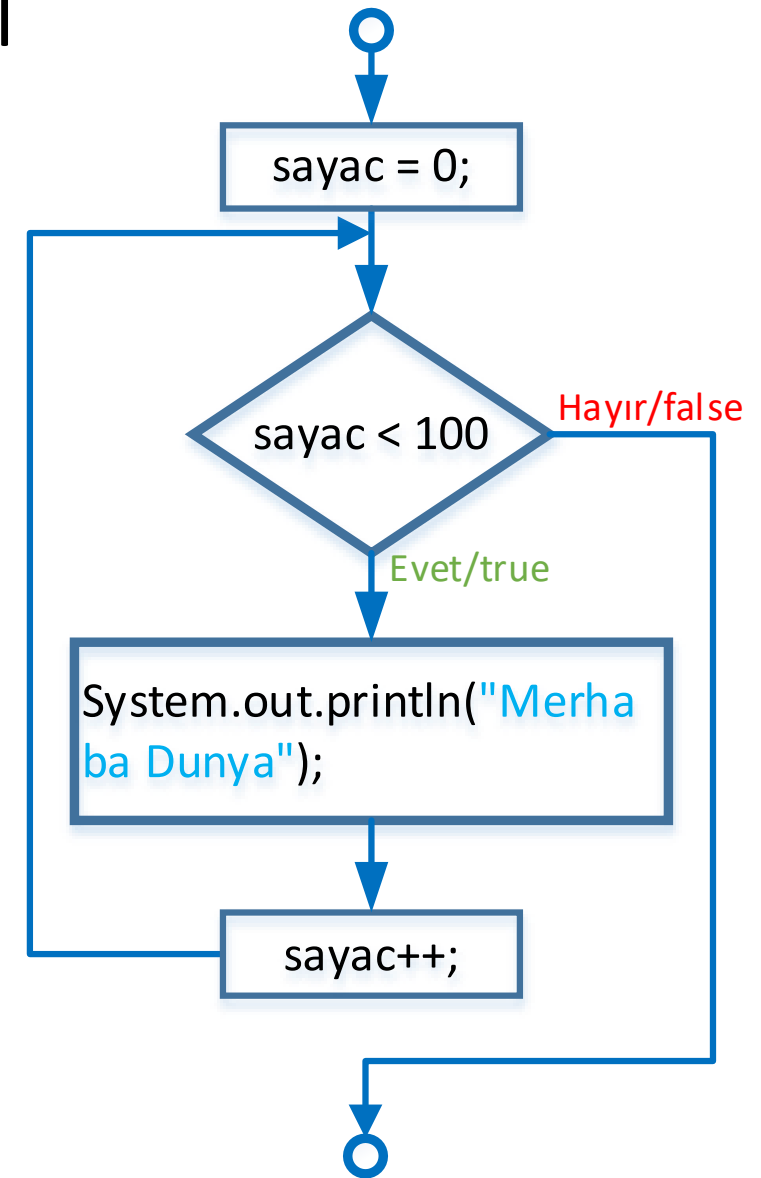 sayac = 0;
sayac < 100
Hayır/false
Evet/true
System.out.println("Merha
ba Dunya");
sayac++;